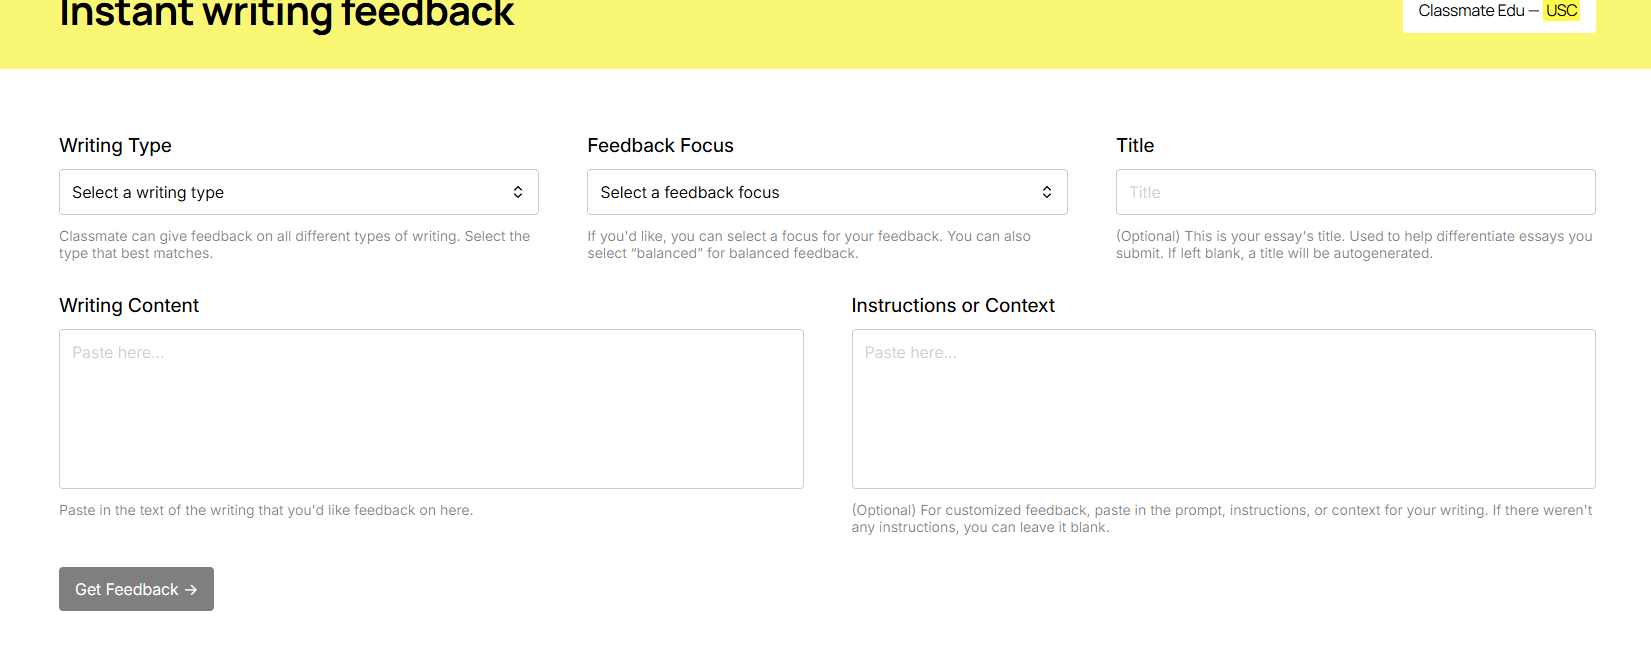 Instant writing feedback
Classmate Edu — USC
Writing Type
Feedback Focus
Title
Select a writing type
Select a feedback focus
Title
Classmate can give feedback on all different types of writing. Select the
type that best matches.
If you'd like, you can select a focus for your feedback. You can also
select “balanced” for balanced feedback.
(Optional) This is your essay's title. Used to help differentiate essays you
submit. If left blank, a title will be autogenerated.
Writing Content
Instructions or Context
Paste here...
Paste here...
Paste in the text of the writing that you'd like feedback on here.
(Optional) For customized feedback, paste in the prompt, instructions, or context for your writing. If there weren't
any instructions, you can leave it blank.
Get Feedback →